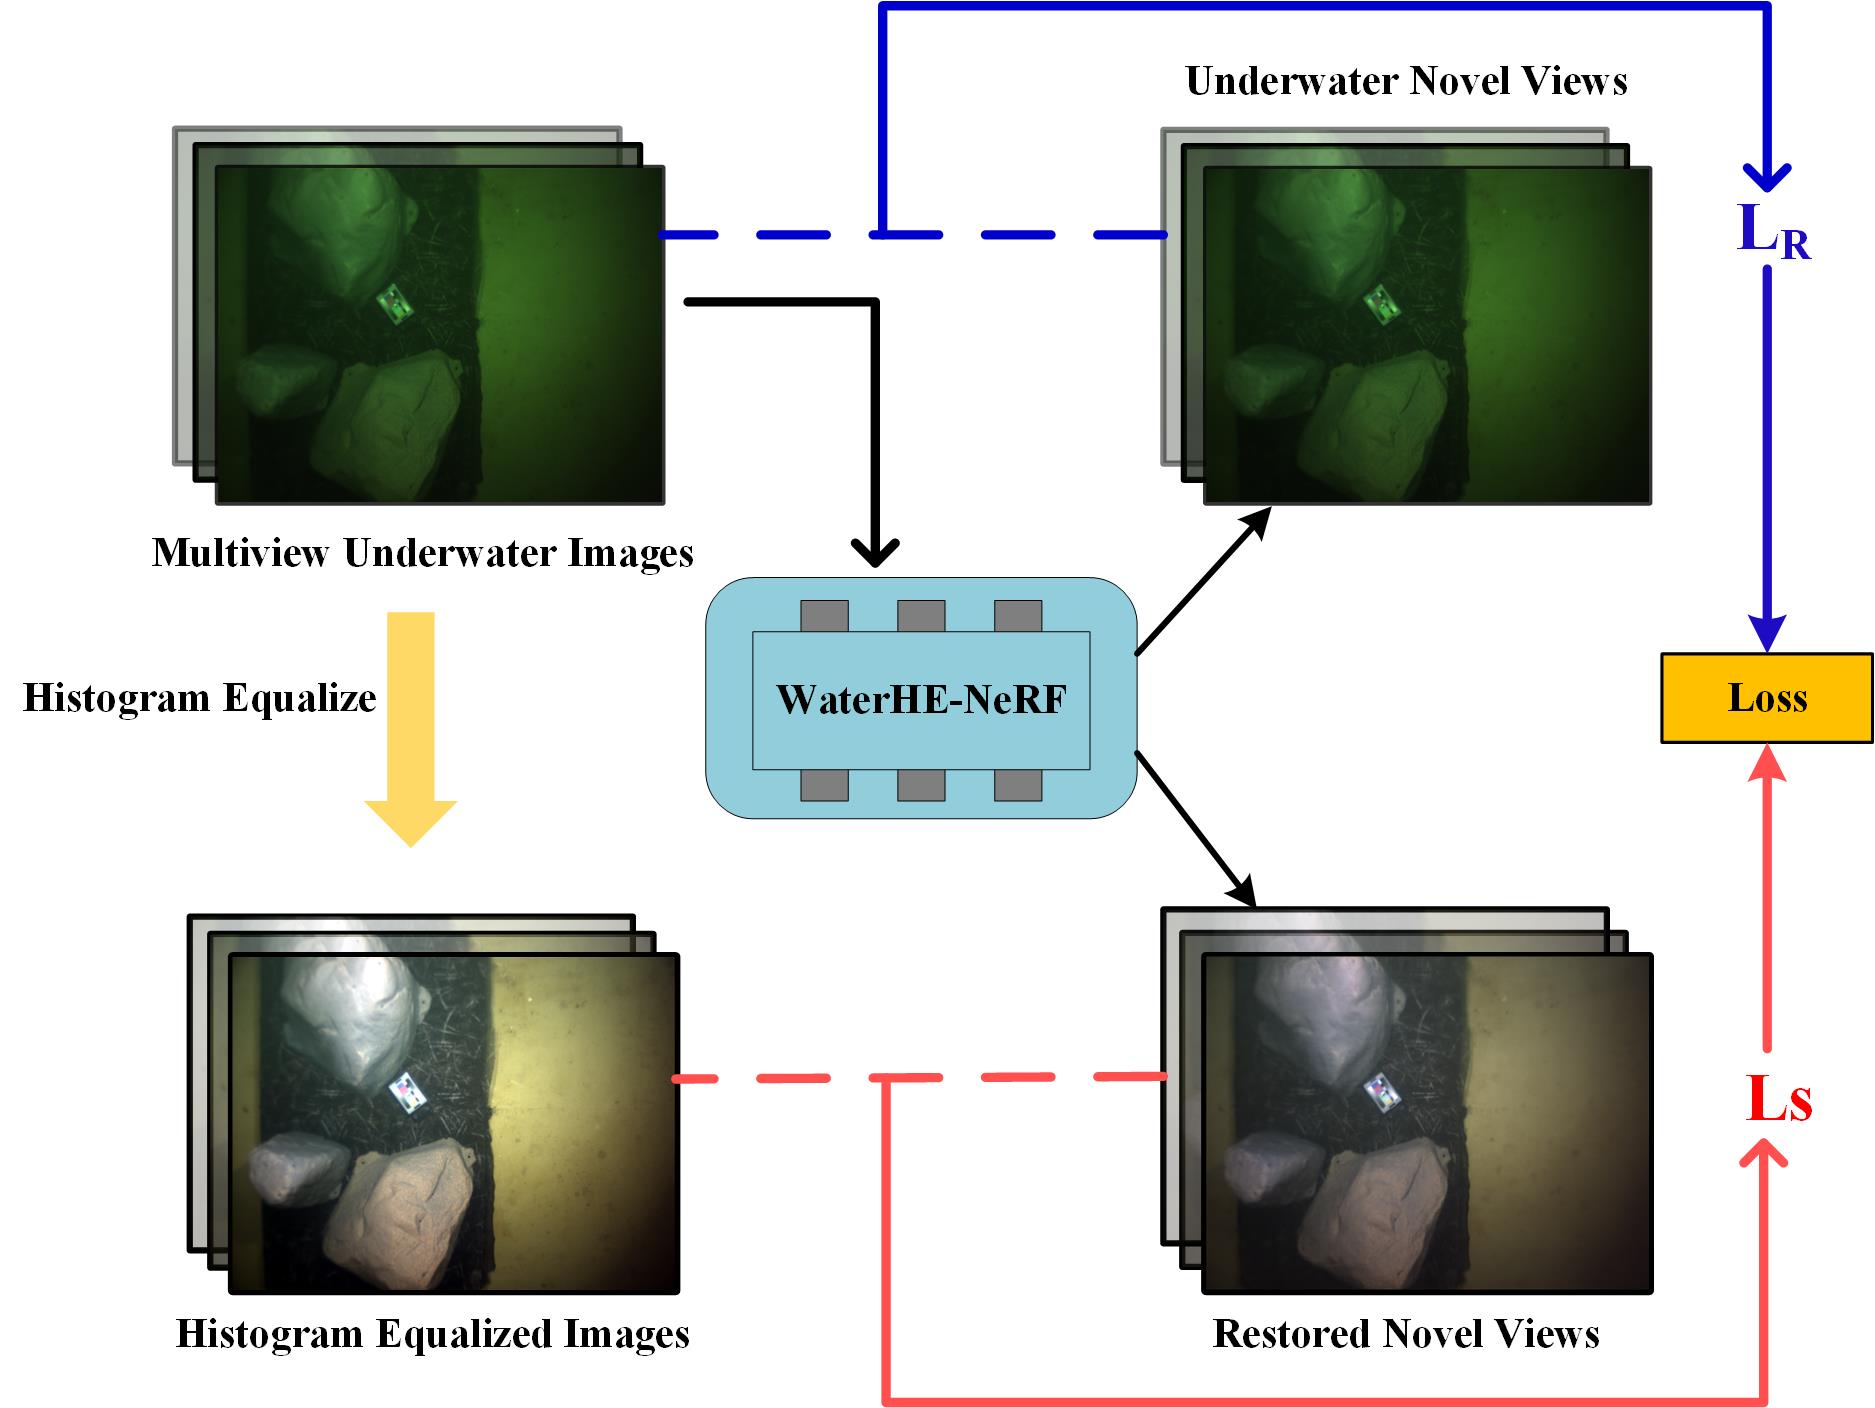 Underwater Novel Views
L_R
Multiview Underwater Images
Histogram Equalize
WaterHE-NeRF
Loss
Ls
Histogram Equalized Images
Restored Novel Views